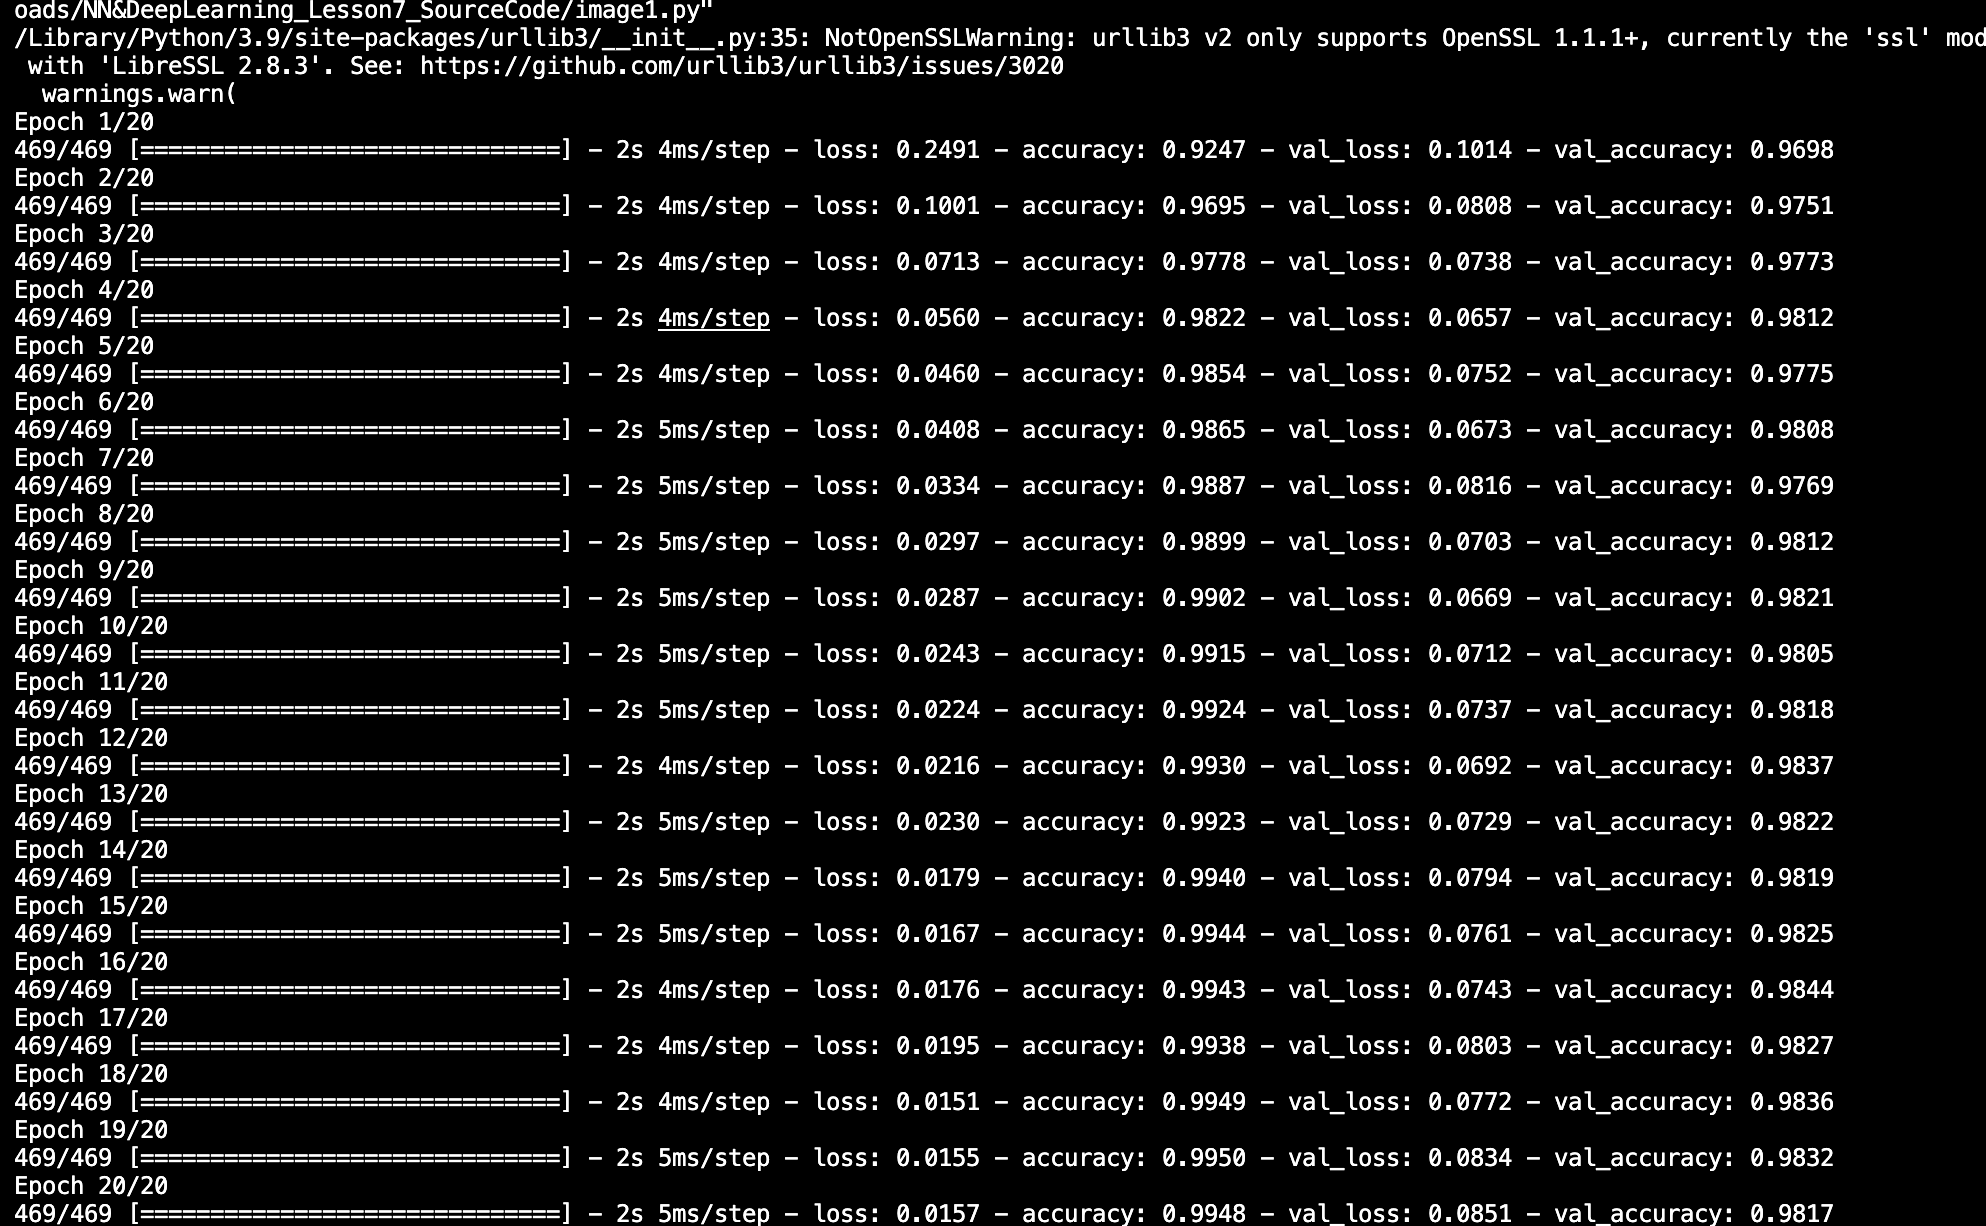 oads/NN&DeepLearning_Lesson7_SourceCode/image1.py"
/Library/Python/3.9/site-packages/urllib3/__init__.py:35: NotOpenSSLWarning: urllib3 v2 only supports OpenSSL 1.1.1+, currently the 'ssl' mod
with 'LibreSSL 2.8.3'. See: https://github.com/urllib3/urllib3/issues/3020
warnings.warn(
Epoch 1/20
469/469 [==============================] - 2s 4ms/step - loss: 0.2491 - accuracy: 0.9247 - val_loss: 0.1014 - val_accuracy: 0.9698
Epoch 2/20
469/469 [==============================] - 2s 4ms/step - loss: 0.1001 - accuracy: 0.9695 - val_loss: 0.0808 - val_accuracy: 0.9751
Epoch 3/20
469/469 [==============================] - 2s 4ms/step - loss: 0.0713 - accuracy: 0.9778 - val_loss: 0.0738 - val_accuracy: 0.9773
Epoch 4/20
469/469 [==============================] - 2s 4ms/step - loss: 0.0560 - accuracy: 0.9822 - val_loss: 0.0657 - val_accuracy: 0.9812
Epoch 5/20
469/469 [==============================] - 2s 4ms/step - loss: 0.0460 - accuracy: 0.9854 - val_loss: 0.0752 - val_accuracy: 0.9775
Epoch 6/20
469/469 [==============================] - 2s 5ms/step - loss: 0.0408 - accuracy: 0.9865 - val_loss: 0.0673 - val_accuracy: 0.9808
Epoch 7/20
469/469 [==============================] - 2s 5ms/step - loss: 0.0334 - accuracy: 0.9887 - val_loss: 0.0816 - val_accuracy: 0.9769
Epoch 8/20
469/469 [==============================] - 2s 5ms/step - loss: 0.0297 - accuracy: 0.9899 - val_loss: 0.0703 - val_accuracy: 0.9812
Epoch 9/20
469/469 [==============================] - 2s 5ms/step - loss: 0.0287 - accuracy: 0.9902 - val_loss: 0.0669 - val_accuracy: 0.9821
Epoch 10/20
469/469 [==============================] - 2s 5ms/step - loss: 0.0243 - accuracy: 0.9915 - val_loss: 0.0712 - val_accuracy: 0.9805
Epoch 11/20
469/469 [==============================] - 2s 5ms/step - loss: 0.0224 - accuracy: 0.9924 - val_loss: 0.0737 - val_accuracy: 0.9818
Epoch 12/20
469/469 [==============================] - 2s 4ms/step - loss: 0.0216 - accuracy: 0.9930 - val_loss: 0.0692 - val_accuracy: 0.9837
Epoch 13/20
469/469 [==============================] - 2s 5ms/step - loss: 0.0230 - accuracy: 0.9923 - val_loss: 0.0729 - val_accuracy: 0.9822
Epoch 14/20
469/469 [==============================] - 2s 5ms/step - loss: 0.0179 - accuracy: 0.9940 - val_loss: 0.0794 - val_accuracy: 0.9819
Epoch 15/20
469/469 [==============================] - 2s 5ms/step - loss: 0.0167 - accuracy: 0.9944 - val_loss: 0.0761 - val_accuracy: 0.9825
Epoch 16/20
469/469 [==============================] - 2s 4ms/step - loss: 0.0176 - accuracy: 0.9943 - val_loss: 0.0743 - val_accuracy: 0.9844
Epoch 17/20
469/469 [==============================] - 2s 4ms/step - loss: 0.0195 - accuracy: 0.9938 - val_loss: 0.0803 - val_accuracy: 0.9827
Epoch 18/20
469/469 [==============================] - 2s 4ms/step - loss: 0.0151 - accuracy: 0.9949 - val_loss: 0.0772 - val_accuracy: 0.9836
Epoch 19/20
469/469 [==============================] - 2s 5ms/step - loss: 0.0155 - accuracy: 0.9950 - val_loss: 0.0834 - val_accuracy: 0.9832
Epoch 20/20
469/469 [==============================] - 2s 5ms/step - loss: 0.0157 - accuracy: 0.9948 - val_loss: 0.0851 - val_accuracy: 0.9817